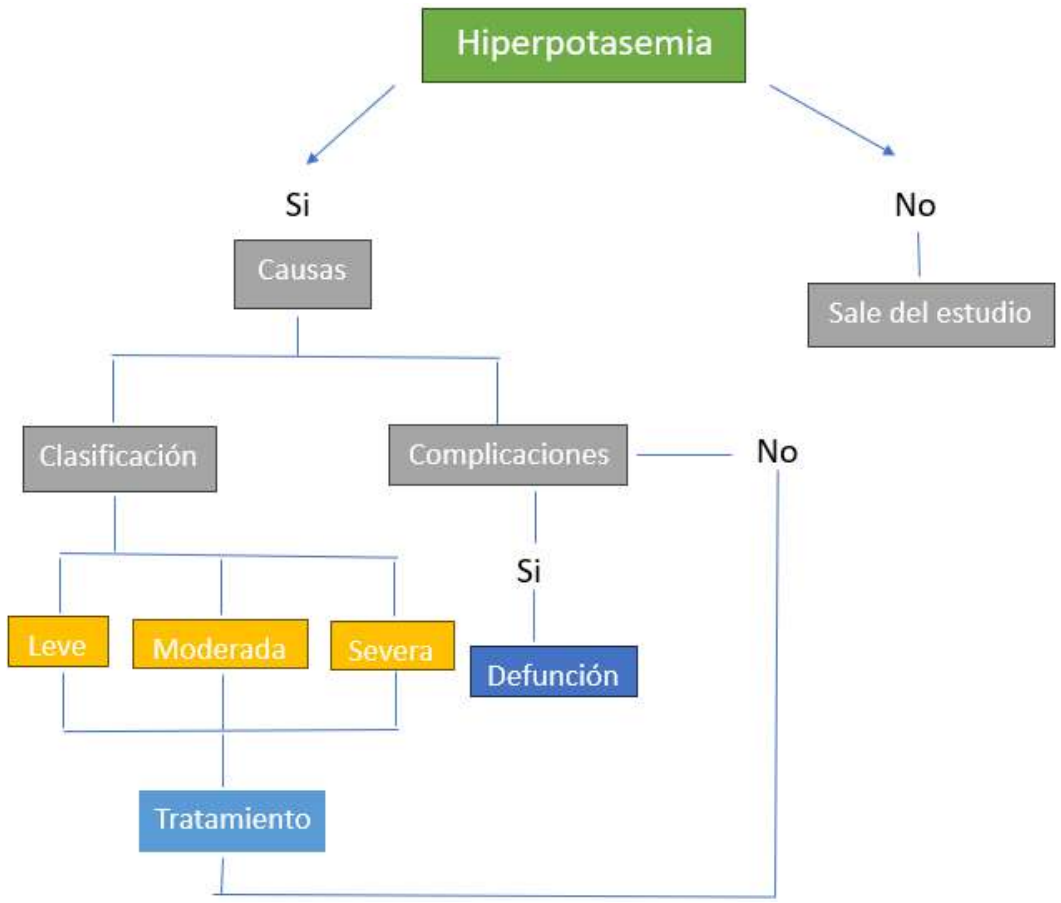 Hiperpotasemia
Si
No
Causas
Sale del estudio
Clasificación
Complicaciones
No
Si
Leve
Moderada
Severa
Defunción
Tratamiento